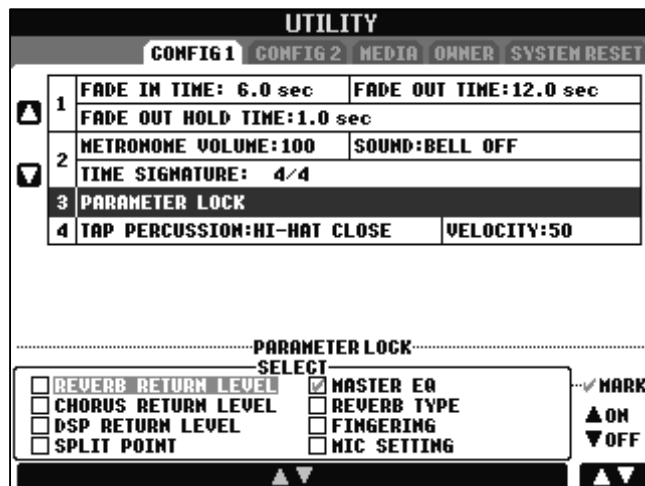 UTILITY
CONFIG 1 CONFIG 2 MEDIA OWNER SYSTEM RESET
1 FADE IN TIME: 6.0 sec FADE OUT TIME:12.0 sec
FADE OUT HOLD TIME:1.0 sec
2 METRONOME VOLUME:100 SOUND:BELL OFF
TIME SIGNATURE: 4/4
3 PARAMETER LOCK
4 TAP PERCUSSION:HI-HAT CLOSE VELOCITY:50
PARAMETER LOCK
SELECT
REVERB RETURN LEVEL MASTER EQ
CHORUS RETURN LEVEL REVERB TYPE
DSP RETURN LEVEL FINGERING
SPLIT POINT MIC SETTING
MARK
ON
OFF